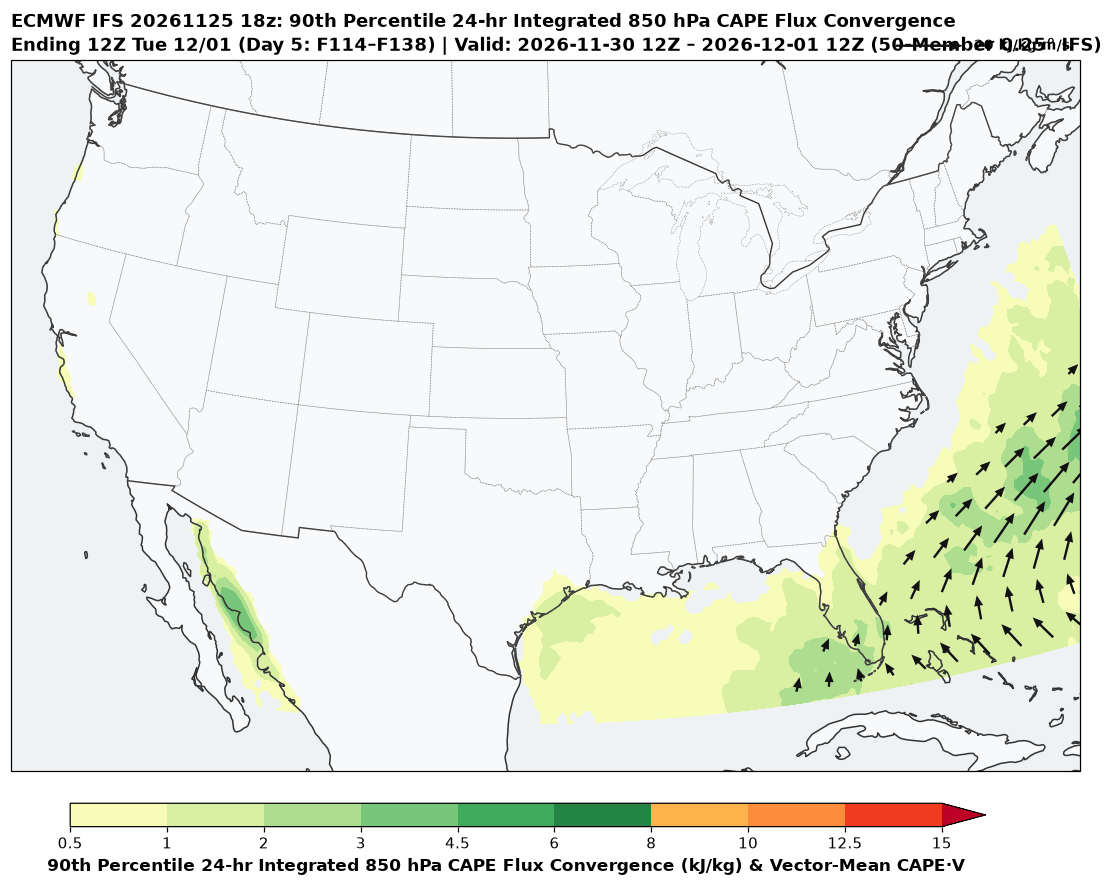 ECMWF IFS 20261125 18z: 90th Percentile 24-hr Integrated 850 hPa CAPE Flux Convergence
Ending 12Z Tue 12/01 (Day 5: F114–F138) | Valid: 2026-11-30 12Z – 2026-12-01 12Z (50-Member 0.25° IFS)
0.5 1 2 3 4.5 6 8 10 12.5 15
90th Percentile 24-hr Integrated 850 hPa CAPE Flux Convergence (kJ/kg) & Vector-Mean CAPE·V